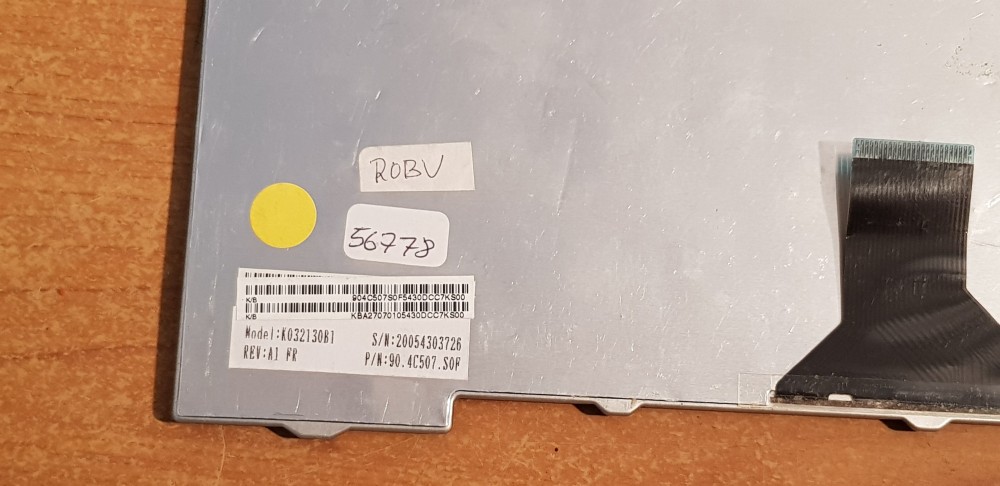 ROBV
56778
K/B 904C507S0F5430DCC7KS00
K/B KBA27070105430DCC7KS00
Model:K032130B1 S/N:20054303726
REV:A1 FR P/N:90.4C507.S0F